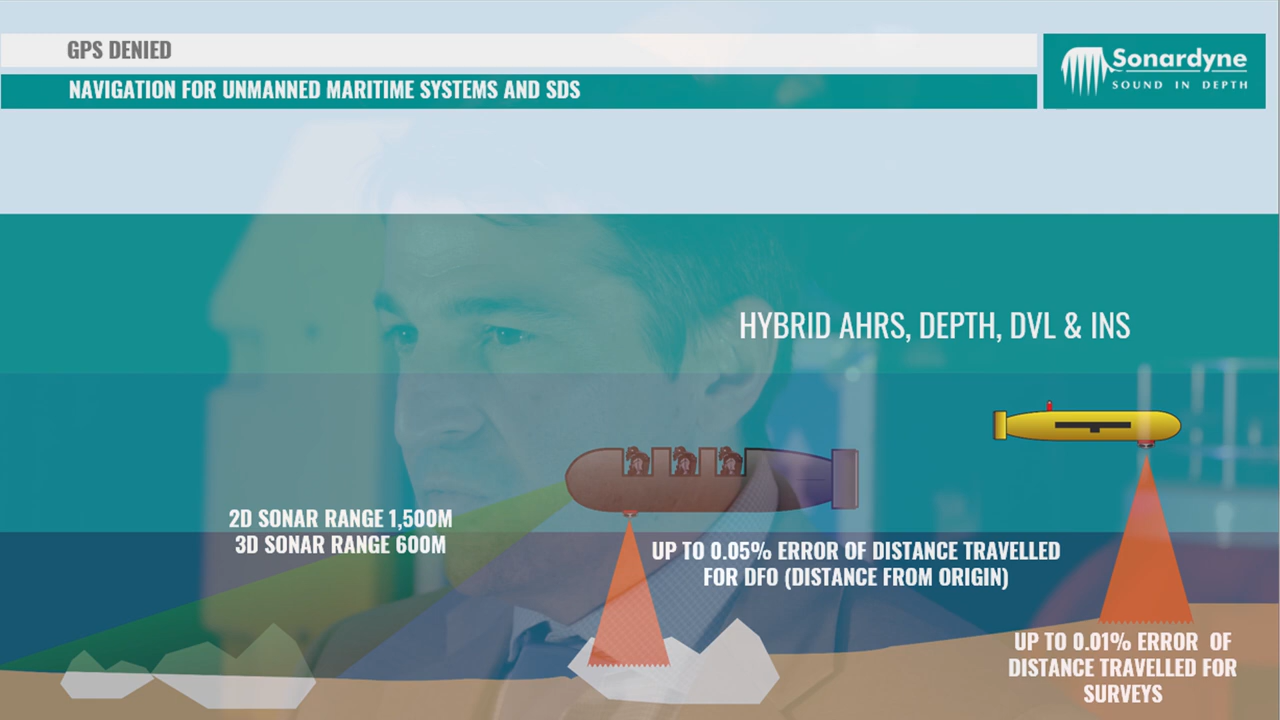 GPS DENIED
NAVIGATION FOR UNMANNED MARITIME SYSTEMS AND SDS
Sonardyne
SOUND IN DEPTH
HYBRID AHRS, DEPTH, DVL & INS
2D SONAR RANGE 1,500M
3D SONAR RANGE 600M
UP TO 0.05% ERROR OF DISTANCE TRAVELLED
FOR DFO (DISTANCE FROM ORIGIN)
UP TO 0.01% ERROR OF
DISTANCE TRAVELLED FOR
SURVEYS